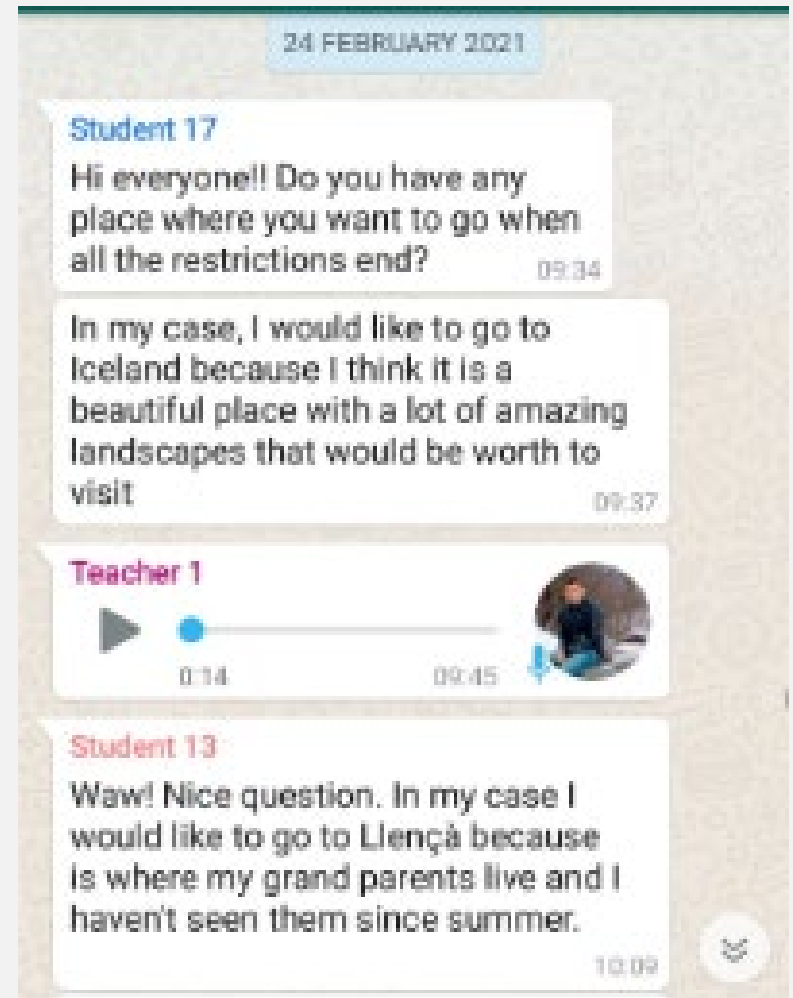 24 FEBRUARY 2021
Student 17
Hi everyone!! Do you have any
place where you want to go when
all the restrictions end?
09:34
In my case, I would like to go to
Iceland because I think it is a
beautiful place with a lot of amazing
landscapes that would be worth to
visit
09:37
Teacher 1
0:14
09:45
Student 13
Waw! Nice question. In my case I
would like to go to Llençà because
is where my grand parents live and I
haven't seen them since summer.
10:09